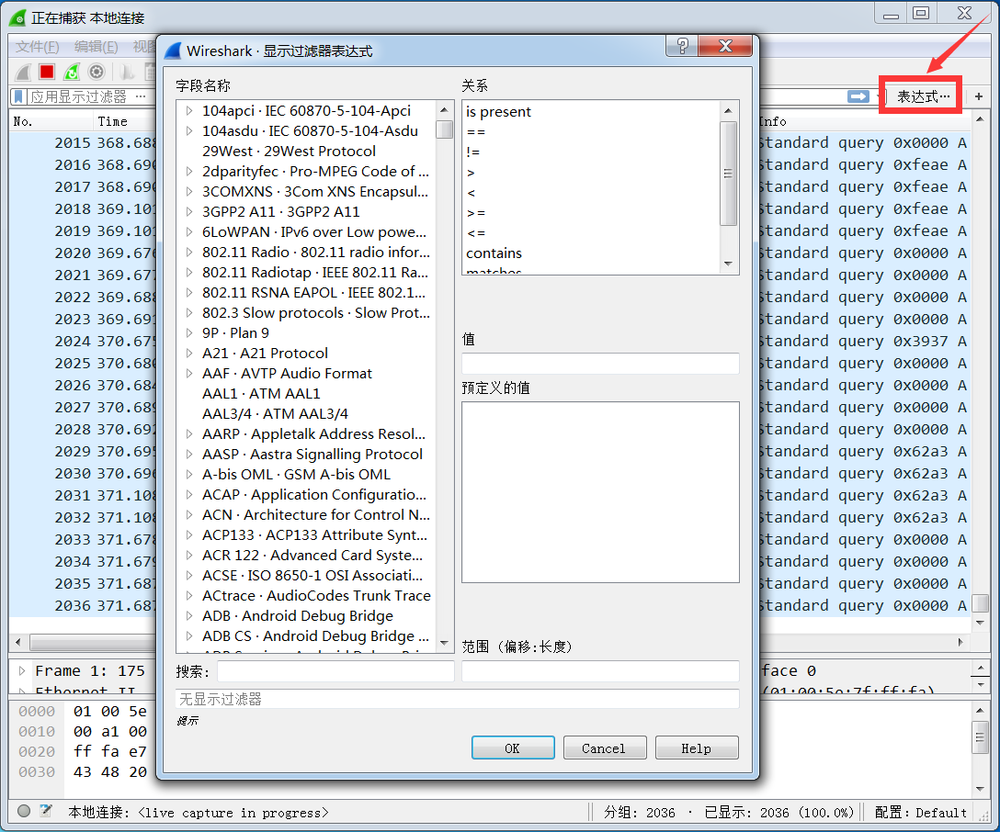 正在捕获 本地连接
文件(F) 编辑(E) 视图
应用显示过滤器 …
表达式… +
No. Time Info
2015 368.688 Standard query 0x0000 A
2016 368.690 Standard query 0xfeae A
2017 368.690 Standard query 0xfeae A
2018 369.101 Standard query 0xfeae A
2019 369.101 Standard query 0xfeae A
2020 369.676 Standard query 0x0000 A
2021 369.677 Standard query 0x0000 A
2022 369.688 Standard query 0x0000 A
2023 369.691 Standard query 0x0000 A
2024 370.675 Standard query 0x3937 A
2025 370.680 Standard query 0x0000 A
2026 370.684 Standard query 0x0000 A
2027 370.689 Standard query 0x0000 A
2028 370.692 Standard query 0x0000 A
2029 370.695 Standard query 0x62a3 A
2030 370.696 Standard query 0x62a3 A
2031 371.108 Standard query 0x62a3 A
2032 371.108 Standard query 0x62a3 A
2033 371.678 Standard query 0x0000 A
2034 371.679 Standard query 0x0000 A
2035 371.687 Standard query 0x0000 A
2036 371.687 Standard query 0x0000 A
Wireshark · 显示过滤器表达式
字段名称
104apci · IEC 60870-5-104-Apci
104asdu · IEC 60870-5-104-Asdu
29West · 29West Protocol
2dparityfec · Pro-MPEG Code of ...
3COMXNS · 3Com XNS Encapsul...
3GPP2 A11 · 3GPP2 A11
6LoWPAN · IPv6 over Low powe...
802.11 Radio · 802.11 radio infor...
802.11 Radiotap · IEEE 802.11 Ra...
802.11 RSNA EAPOL · IEEE 802.1...
802.3 Slow protocols · Slow Prot...
9P · Plan 9
A21 · A21 Protocol
AAF · AVTP Audio Format
AAL1 · ATM AAL1
AAL3/4 · ATM AAL3/4
AARP · Appletalk Address Resol...
AASP · Aastra Signalling Protocol
A-bis OML · GSM A-bis OML
ACAP · Application Configuratio...
ACN · Architecture for Control N...
ACP133 · ACP133 Attribute Synt...
ACR 122 · Advanced Card Syste...
ACSE · ISO 8650-1 OSI Associati...
ACtrace · AudioCodes Trunk Trace
ADB · Android Debug Bridge
ADB CS · Android Debug Bridge ...
搜索:
关系
is present
==
!=
>
<
>=
<=
contains
matches
值
预定义的值
范围 (偏移:长度)
无显示过滤器
提示
OK Cancel Help
Frame 1: 175 face 0
Ethernet II (01:00:5e:7f:ff:fa)
0000 01 00 5e
0010 00 a1 00
0020 ff fa e7
0030 43 48 20
本地连接: <live capture in progress> 分组: 2036 · 已显示: 2036 (100.0%) 配置: Default